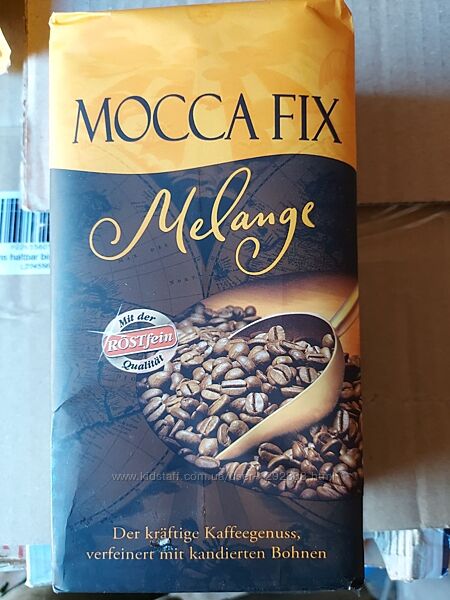 MOCCA FIX
Melange
Mit der
RÖSTfein
Qualität
Der kräftige Kaffeegenuss,
verfeinert mit kandierten Bohnen